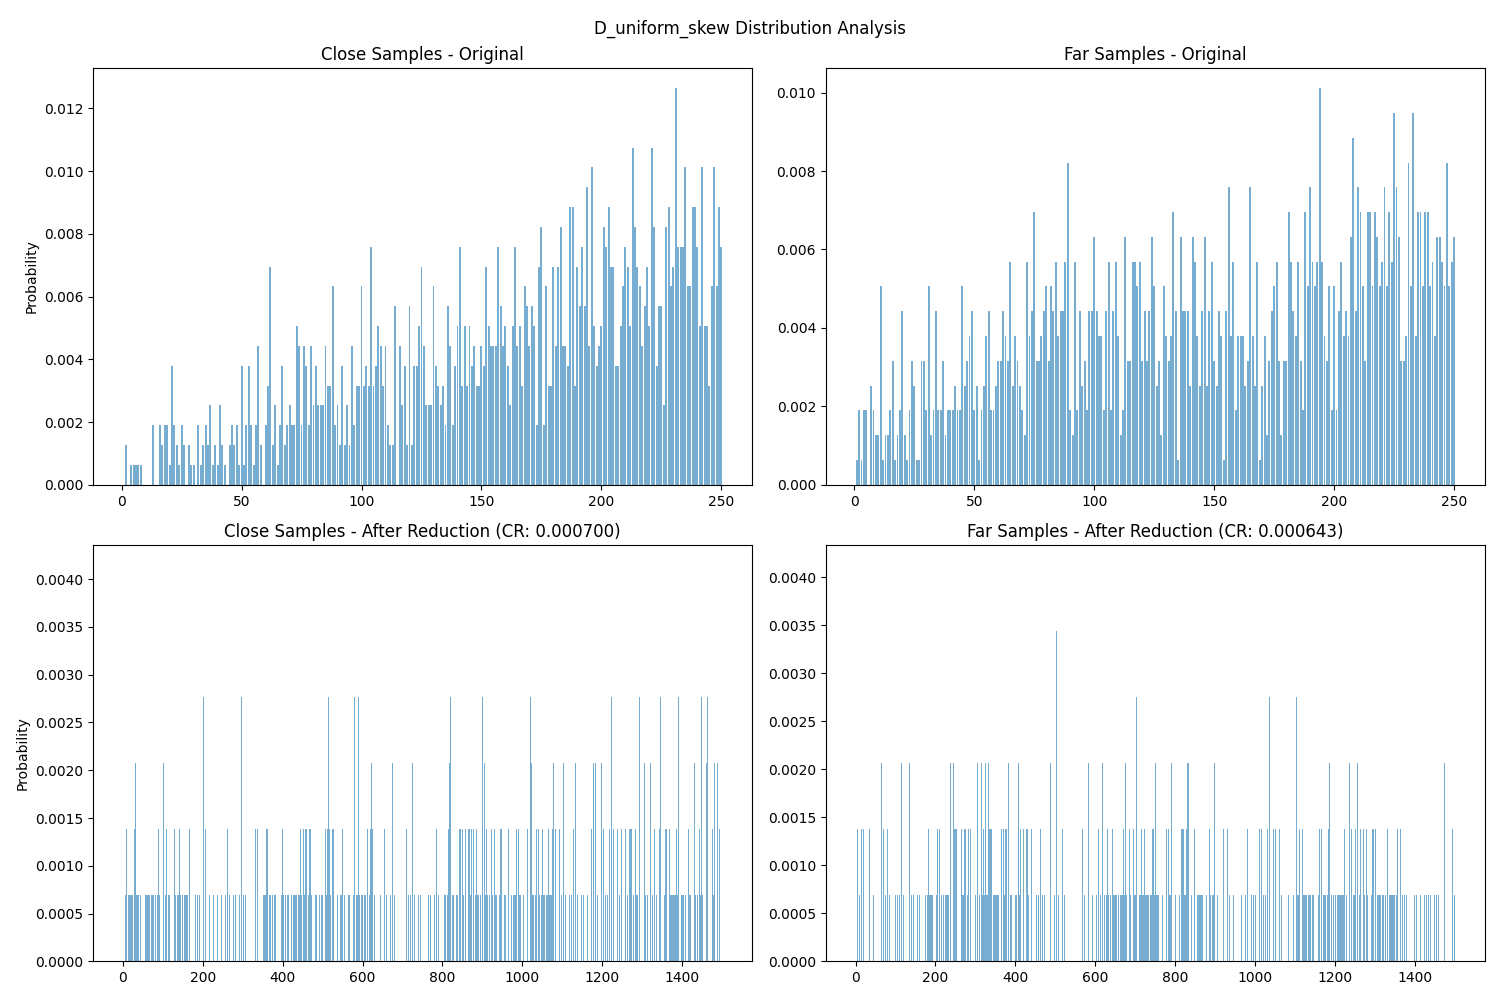 D_uniform_skew Distribution Analysis
Close Samples - Original
Far Samples - Original
Probability
0.012
0.010
0.008
0.006
0.004
0.002
0.000
0 50 100 150 200 250
0.010
0.008
0.006
0.004
0.002
0.000
0 50 100 150 200 250
Close Samples - After Reduction (CR: 0.000700)
Far Samples - After Reduction (CR: 0.000643)
Probability
0.0040
0.0035
0.0030
0.0025
0.0020
0.0015
0.0010
0.0005
0.0000
0 200 400 600 800 1000 1200 1400
0.0040
0.0035
0.0030
0.0025
0.0020
0.0015
0.0010
0.0005
0.0000
0 200 400 600 800 1000 1200 1400